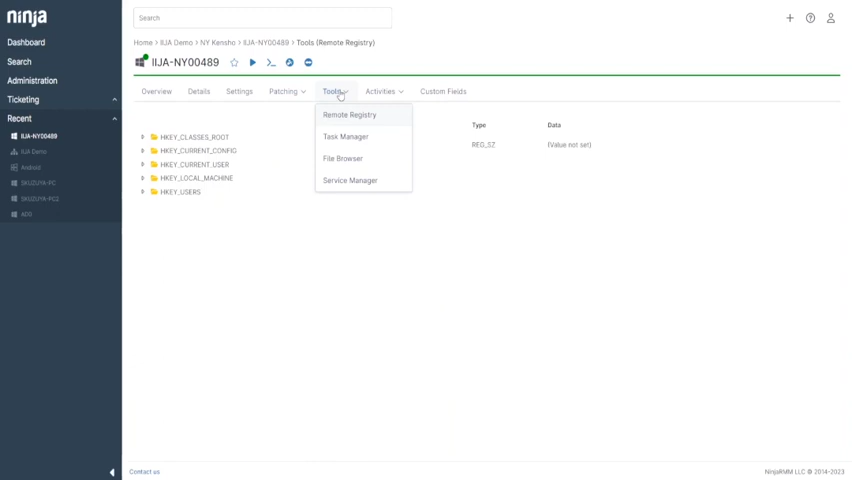 ninja
Search
Dashboard
Search
Administration
Ticketing
Recent
IIJA-NY00489
IIJA Demo
Android
SKUZUYA-PC
SKUZUYA-PC2
ADG
Home > IIJA Demo > NY Kensho > IIJA-NY00489 > Tools (Remote Registry)
IIJA-NY00489
Overview Details Settings Patching Tools Activities Custom Fields
Remote Registry
Task Manager
File Browser
Service Manager
Type Data
REG_SZ (Value not set)
HKEY_CLASSES_ROOT
HKEY_CURRENT_CONFIG
HKEY_CURRENT_USER
HKEY_LOCAL_MACHINE
HKEY_USERS
Contact us
NinjaRMM LLC © 2014-2023